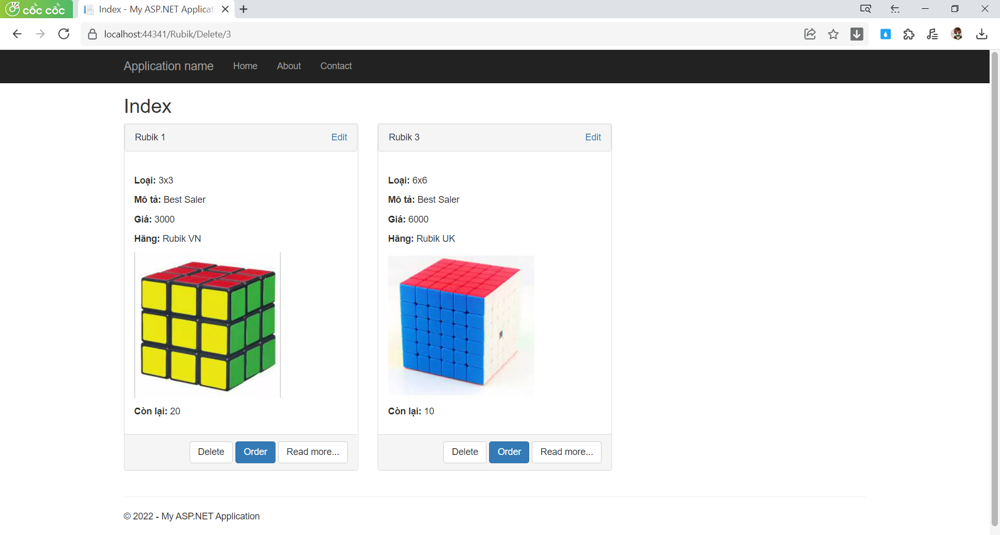 cốc cốc
Index - My ASP.NET Applicat
localhost:44341/Rubik/Delete/3
Application name Home About Contact
Index
Rubik 1 Edit
Loại: 3x3
Mô tả: Best Saler
Giá: 3000
Hãng: Rubik VN
Còn lại: 20
Delete Order Read more...
Rubik 3 Edit
Loại: 6x6
Mô tả: Best Saler
Giá: 6000
Hãng: Rubik UK
Còn lại: 10
Delete Order Read more...
© 2022 - My ASP.NET Application